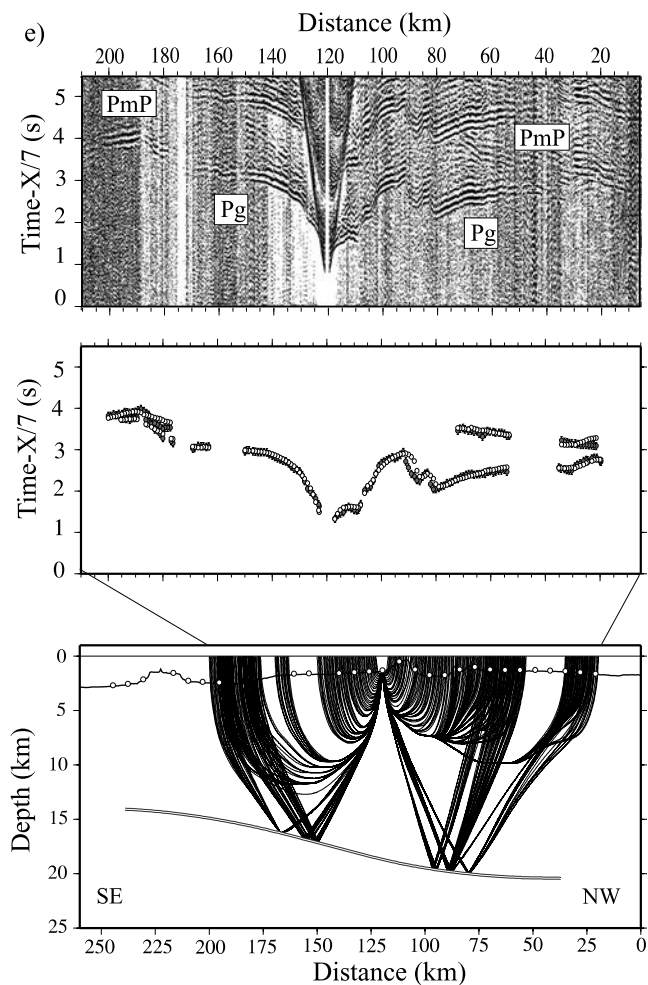 e)
Distance (km)
200 180 160 140 120 100 80 60 40 20
Time-X/7 (s)
5
4
3
2
1
0
PmP
PmP
Pg
Pg
Time-X/7 (s)
5
4
3
2
1
0
Depth (km)
0
5
10
15
20
25
SE
NW
250 225 200 175 150 125 100 75 50 25 0
Distance (km)